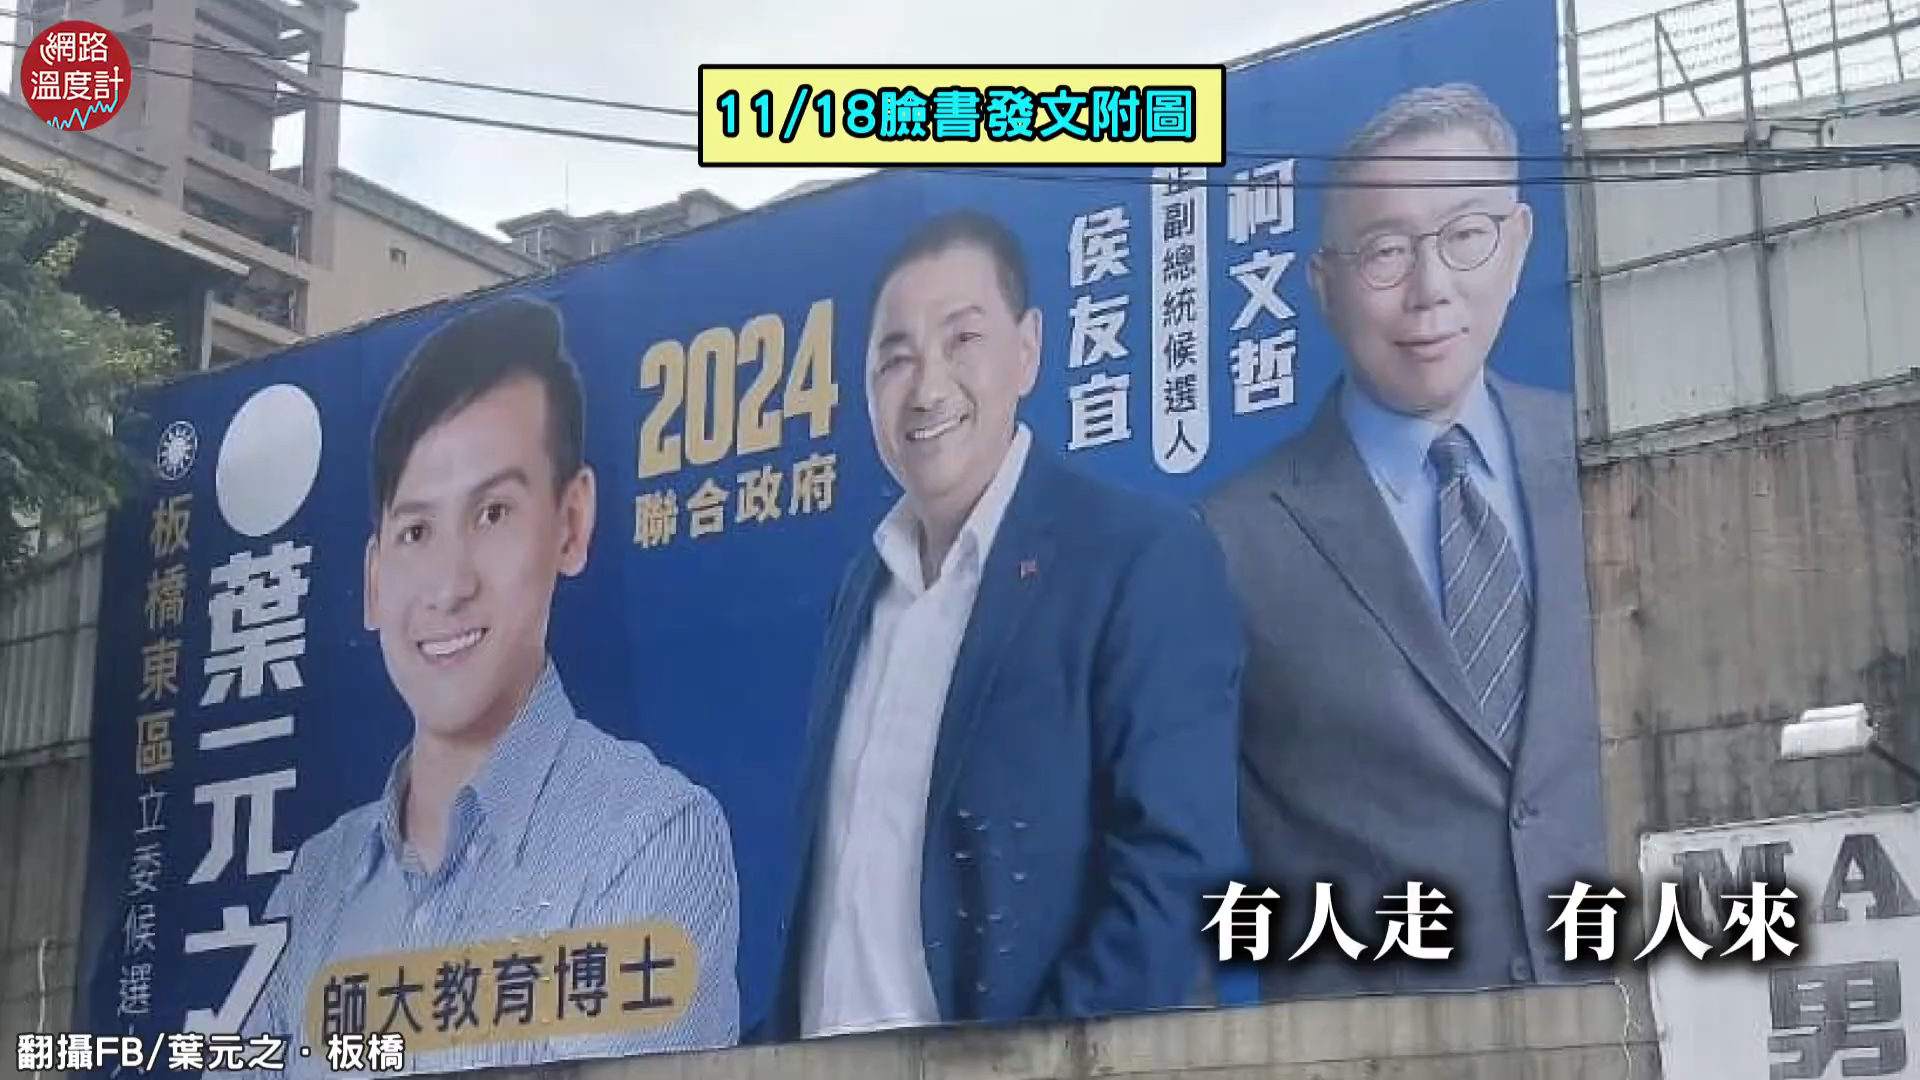 網路
溫度計
11/18臉書發文附圖
柯文哲
正副總統候選人
侯友宜
2024
聯合政府
葉元之
板橋東區立委候選人
師大教育博士
有人走 有人來
MA
男
翻攝FB/葉元之·板橋